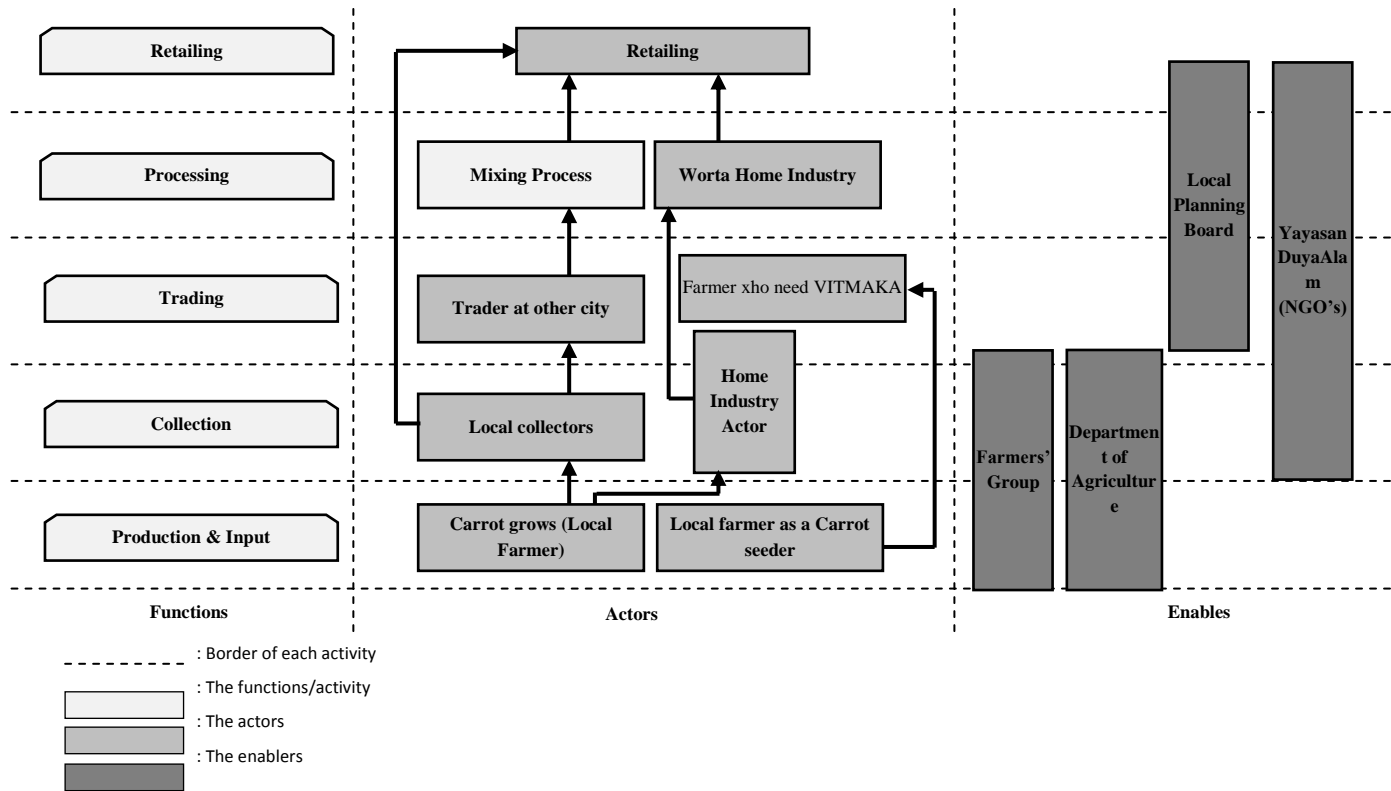 Retailing
Retailing
Processing
Mixing Process
Worta Home Industry
Local
Planning
Board
Yayasan
DuyaAla
m
(NGO's)
Trading
Trader at other city
Farmer xho need VITMAKA
Home
Industry
Actor
Collection
Local collectors
Farmers'
Group
Departmen
t of
Agricultur
e
Production & Input
Carrot grows (Local
Farmer)
Local farmer as a Carrot
seeder
Functions
Actors
Enables
: Border of each activity
: The functions/activity
: The actors
: The enablers